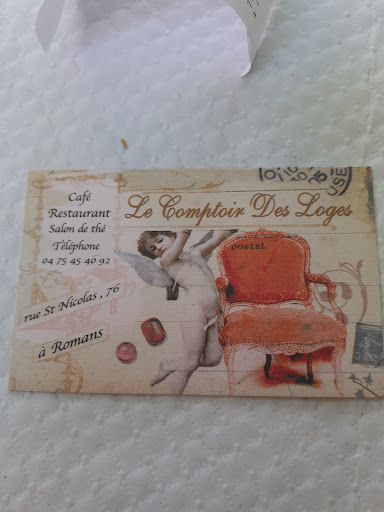 Café
Restaurant
Salon de thé
Téléphone
04 75 45 40 92
rue St Nicolas , 76
à Romans
Le Comptoir Des Loges
postal.